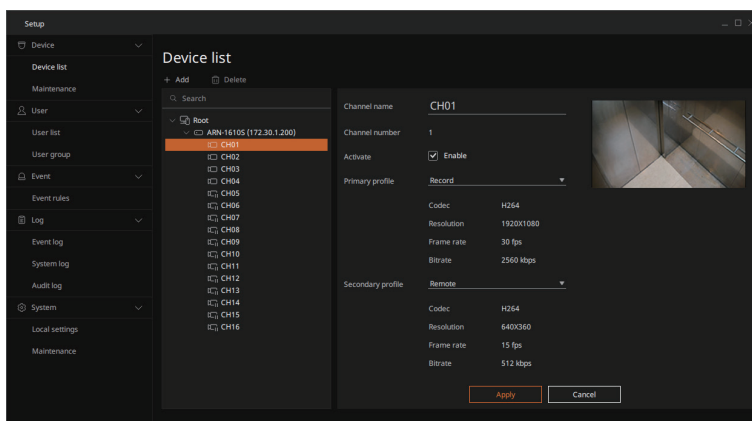 Setup
Device
Device list
Maintenance
User
User list
User group
Event
Event rules
Log
Event log
System log
Audit log
System
Local settings
Maintenance
Device list
+ Add Delete
Search
Root
ARN-1610S (172.30.1.200)
CH01
CH02
CH03
CH04
CH05
CH06
CH07
CH08
CH09
CH10
CH11
CH12
CH13
CH14
CH15
CH16
Channel name CH01
Channel number 1
Activate Enable
Primary profile Record
Codec H264
Resolution 1920X1080
Frame rate 30 fps
Bitrate 2560 kbps
Secondary profile Remote
Codec H264
Resolution 640X360
Frame rate 15 fps
Bitrate 512 kbps
Apply Cancel